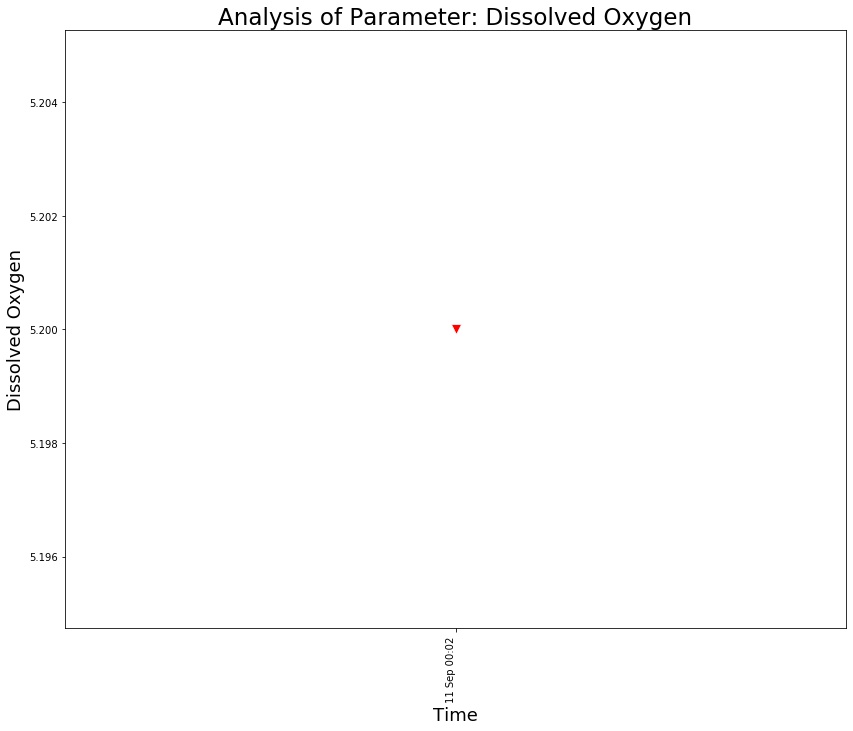 Analysis of Parameter: Dissolved Oxygen
Dissolved Oxygen
5.204
5.202
5.200
5.198
5.196
11 Sep 00:02
Time